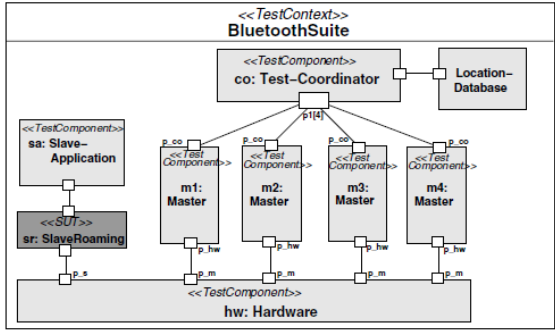 <<TestContext>>
BluetoothSuite
<<TestComponent>>
co: Test-Coordinator
Location-
Database
p1[4]
<<TestComponent>>
sa: Slave-
Application
p_co
p_co
p_co
p_co
<<Test
Component>>
m1:
Master
<<Test
Component>>
m2:
Master
<<Test
Component>>
m3:
Master
<<Test
Component>>
m4:
Master
<<SUT>>
sr: SlaveRoaming
p_hw
p_hw
p_hw
p_hw
p_s
p_m
p_m
p_m
p_m
<<TestComponent>>
hw: Hardware